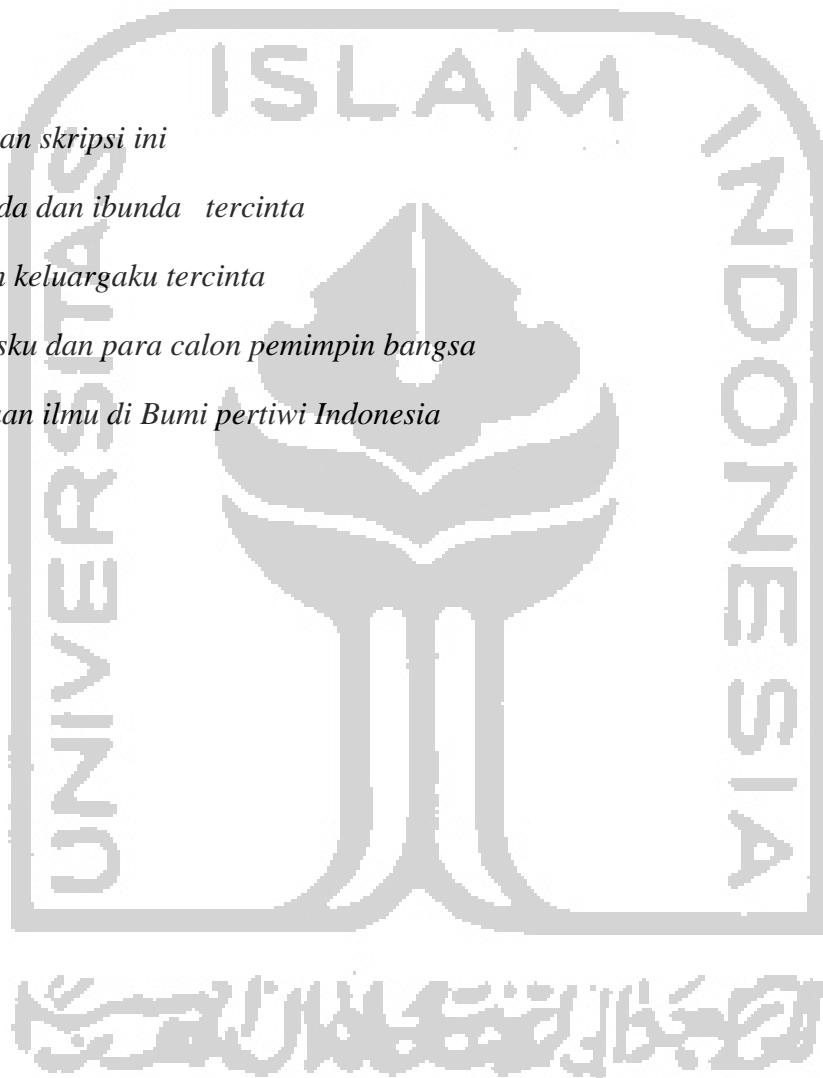 ISLAM
UNIVERSITAS
INDONESIA
an skripsi ini
da dan ibunda tercinta
keluargaku tercinta
sku dan para calon pemimpin bangsa
an ilmu di Bumi pertiwi Indonesia